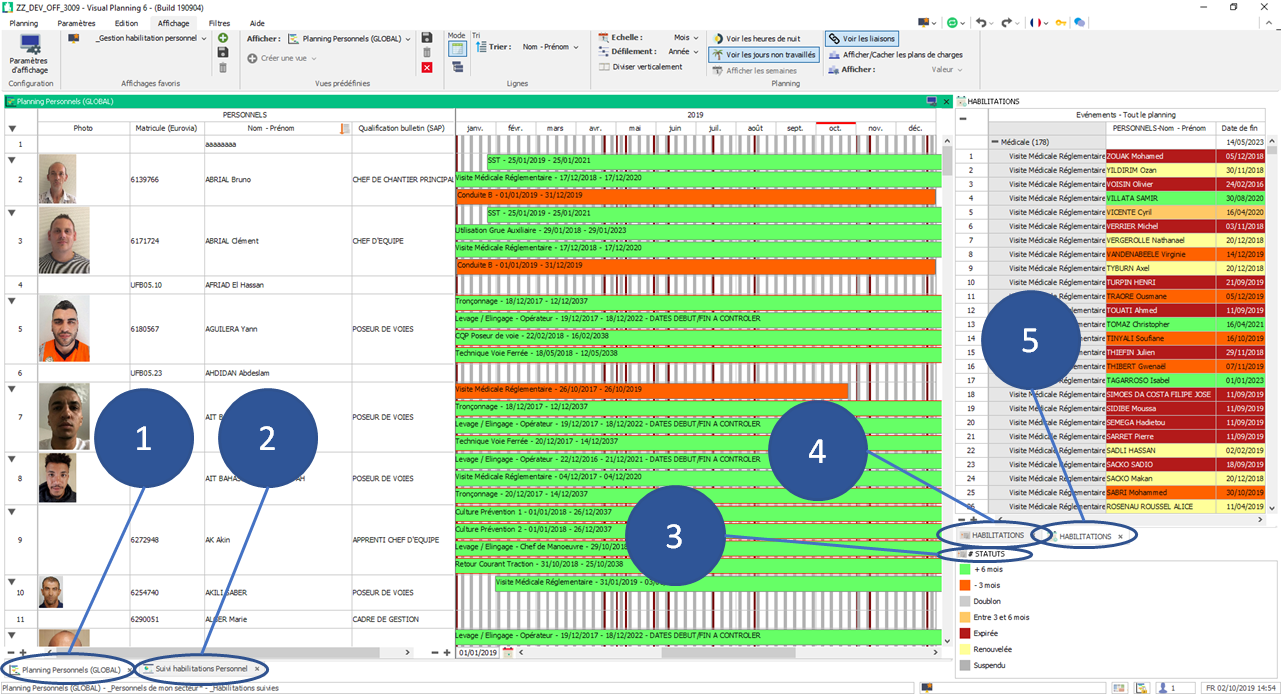 ZZ_DEV_OFF_3009 - Visual Planning 6 - (Build 190904)
Planning Paramètres Edition Affichage Filtres Aide
Paramètres d'affichage
Configuration
_Gestion habilitation personnel
Affichages favoris
Afficher : Planning Personnels (GLOBAL)
Créer une vue
Vues prédéfinies
Mode
Tri
Trier : Nom - Prénom
Lignes
Echelle : Mois
Défilement : Année
Diviser verticalement
Voir les heures de nuit
Voir les jours non travaillés
Afficher les semaines
Voir les liaisons
Afficher/Cacher les plans de charges
Afficher : Valeur
Planning
Planning Personnels (GLOBAL)
PERSONNELS
Photo Matricule (Eurovia) Nom - Prénom Qualification bulletin (SAP)
2019
janv. févr. mars avr. mai juin juil. août sept. oct. nov. déc.
1 aaaaaaaa
2 6139766 ABRIAL Bruno CHEF DE CHANTIER PRINCIPAL
SST - 25/01/2019 - 25/01/2021
Visite Médicale Réglementaire - 17/12/2018 - 17/12/2020
Conduite B - 01/01/2019 - 31/12/2019
3 6171724 ABRIAL Clément CHEF D'EQUIPE
SST - 25/01/2019 - 25/01/2021
Utilisation Grue Auxiliaire - 29/01/2018 - 29/01/2023
Visite Médicale Réglementaire - 17/12/2018 - 17/12/2020
Conduite B - 01/01/2019 - 31/12/2019
4 UFB05.10 AFRIAD El Hassan
5 6180567 AGUILERA Yann POSEUR DE VOIES
Tronçonnage - 18/12/2017 - 12/12/2037
Levage / Elingage - Opérateur - 19/12/2017 - 18/12/2022 - DATES DEBUT/FIN A CONTROLER
CQP Poseur de voie - 22/02/2018 - 16/02/2038
Technique Voie Ferrée - 18/05/2018 - 12/05/2038
6 UFB05.23 AHDIDAN Abdeslam
7 AIT POSEUR DE VOIES
Visite Médicale Réglementaire - 26/10/2017 - 26/10/2019
Tronçonnage - 18/12/2017 - 12/12/2037
Levage / Elingage - Opérateur - 19/12/2017 - 18/12/2022 - DATES DEBUT/FIN A CONTROLER
Technique Voie Ferrée - 20/12/2017 - 14/12/2037
8 AIT POSEUR DE VOIES
Levage / Elingage - Opérateur - 22/12/2016 - 21/12/2021 - DATES DEBUT/FIN A CONTROLER
Visite Médicale Réglementaire - 04/12/2017 - 04/12/2020
Tronçonnage - 20/12/2017 - 14/12/2037
9 6272948 AK Akin APPRENTI CHEF D'EQUIPE
Culture Prévention 1 - 01/01/2018 - 26/12/2037
Culture Prévention 2 - 01/01/2018 - 26/12/2037
Levage / Elingage - Chef de Manoeuvre - 29/10/2018
Retour Courant Traction - 31/10/2018 - 25/10/2038
10 6254740 SABER POSEUR DE VOIES
Visite Médicale Réglementaire - 31/01/2019 -
11 6290051 Marie CADRE DE GESTION
Levage / Elingage - Opérateur - 19/12/2017 - 18/12/2022 - DATES DEBUT/FIN A CONTROLER
01/01/2019
Planning Personnels (GLOBAL) Suivi habilitations Personnel
1
2
3
4
5
HABILITATIONS
Evénements - Tout le planning
PERSONNELS-Nom - Prénom Date de fin
Médicale (178) 14/05/2023
1 Visite Médicale Réglementaire ZOUAK Mohamed 05/12/2018
2 Visite Médicale Réglementaire YILDIRIM Ozan 30/11/2018
3 Visite Médicale Réglementaire VOISIN Olivier 24/02/2016
4 Visite Médicale Réglementaire VILLATA SAMIR 30/08/2020
5 Visite Médicale Réglementaire VICENTE Cyril 16/04/2020
6 Visite Médicale Réglementaire VERRIER Michel 03/11/2018
7 Visite Médicale Réglementaire VERGEROLLE Nathanael 20/12/2018
8 Visite Médicale Réglementaire VANDENABEELE Virginie 14/12/2019
9 Visite Médicale Réglementaire TYBURN Axel 20/12/2018
10 Visite Médicale Réglementaire TURPIN HENRI 21/09/2019
11 TRAORE Ousmane 05/12/2019
12 TOUATI Ahmed 11/09/2019
13 TOMAZ Christopher 16/04/2021
14 TINYALI Soufiane 16/10/2019
15 THIEFIN Julien 29/11/2018
16 THIBERT Gwenaël 07/11/2019
17 TAGARROSO Isabel 01/01/2023
18 Visite Médicale Réglementaire SIMOES DA COSTA FILIPE JOSE 11/09/2019
19 Visite Médicale Réglementaire SIDIBE Moussa 11/09/2019
20 Visite Médicale Réglementaire SEMEGA Hadietou 11/09/2019
21 Visite Médicale Réglementaire SARRET Pierre 11/09/2019
22 Visite Médicale Réglementaire SADLI HASSAN 02/02/2019
23 Visite Médicale Réglementaire SACKO SADIO 18/09/2019
24 Visite Médicale Réglementaire SACKO Makan 20/12/2018
25 Visite Médicale Réglementaire SABRI Mohammed 30/10/2019
26 Visite Médicale Réglementaire ROSENAU ROUSSEL ALICE 11/04/2019
HABILITATIONS HABILITATIONS
# STATUTS
+ 6 mois
- 3 mois
Doublon
Entre 3 et 6 mois
Expirée
Renouvelée
Suspendu
Planning Personnels (GLOBAL) - _Personnels de mon secteur * - _Habilitations suivies
1 FR 02/10/2019 14:54